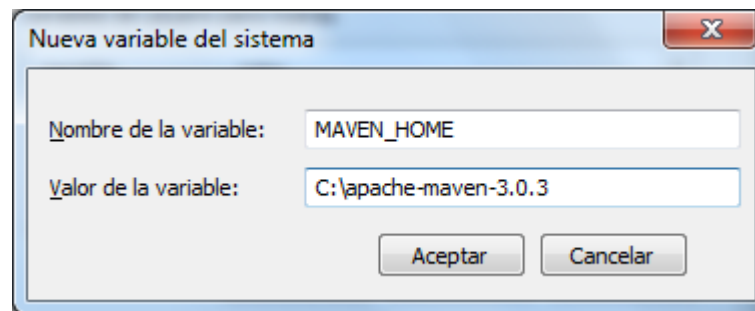 Nueva variable del sistema
Nombre de la variable: MAVEN_HOME
Valor de la variable: C:\apache-maven-3.0.3
Aceptar Cancelar